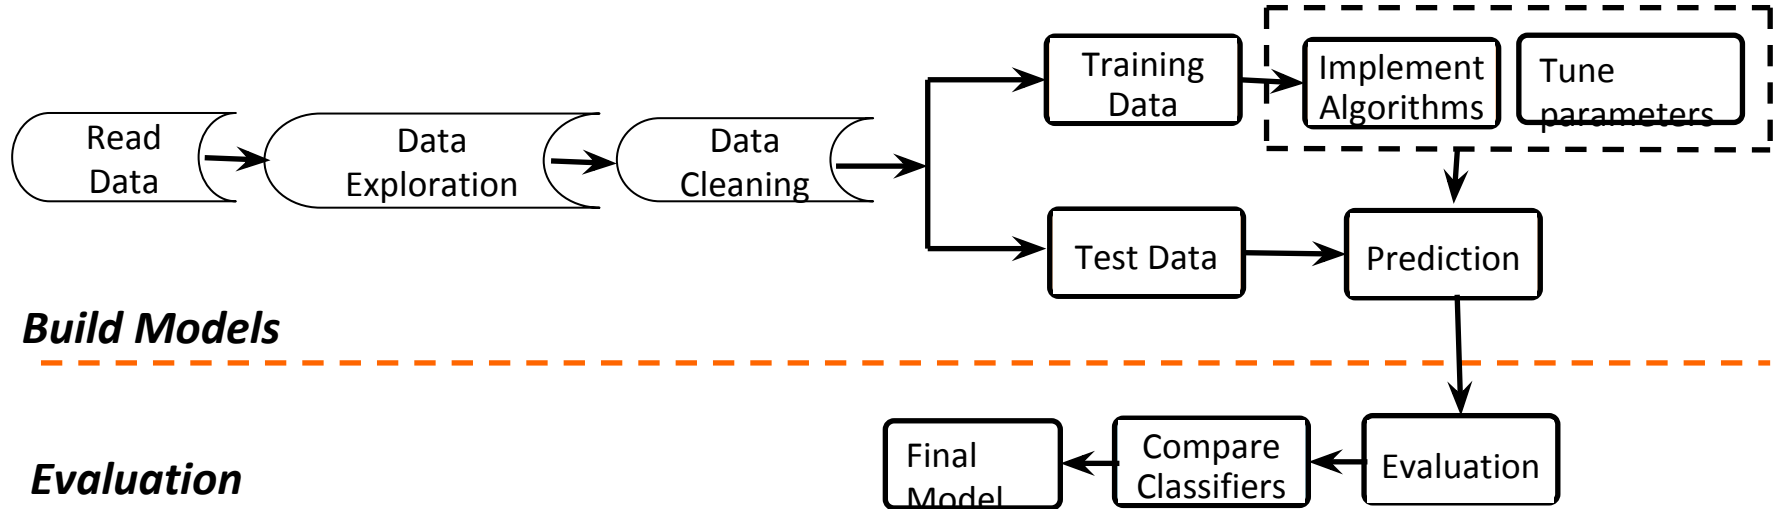 Read
Data
Data
Exploration
Data
Cleaning
Training
Data
Implement
Algorithms
Tune
parameters
Test Data
Prediction
Build Models
Final
Model
Compare
Classifiers
Evaluation
Evaluation